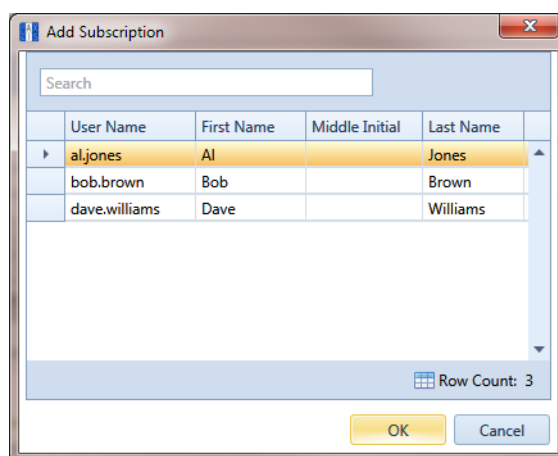 Add Subscription
Search
User Name First Name Middle Initial Last Name
al.jones Al Jones
bob.brown Bob Brown
dave.williams Dave Williams
Row Count: 3
OK Cancel